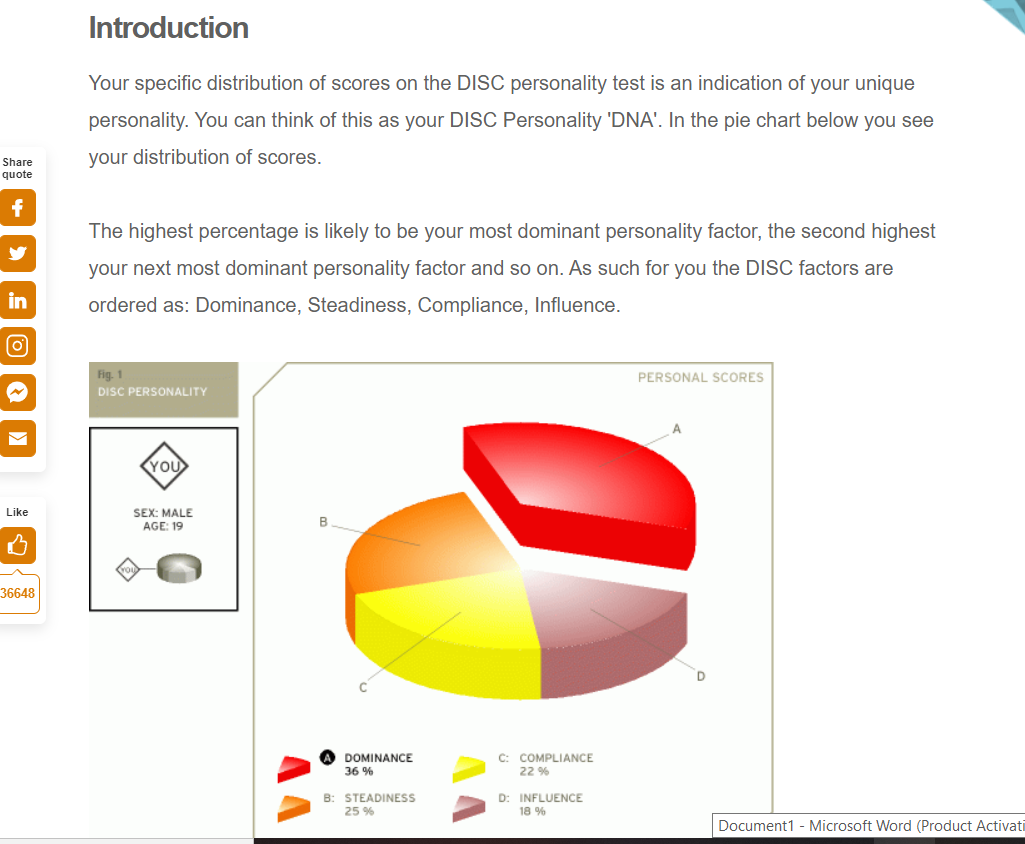 Introduction
Your specific distribution of scores on the DISC personality test is an indication of your unique
personality. You can think of this as your DISC Personality 'DNA'. In the pie chart below you see
your distribution of scores.
Share
quote
The highest percentage is likely to be your most dominant personality factor, the second highest
your next most dominant personality factor and so on. As such for you the DISC factors are
ordered as: Dominance, Steadiness, Compliance, Influence.
Like
36648
Fig. 1
DISC PERSONALITY
YOU
SEX: MALE
AGE: 19
YOU
PERSONAL SCORES
A
B
C
D
A DOMINANCE
36 %
B: STEADINESS
25 %
C: COMPLIANCE
22 %
D: INFLUENCE
18 %
Document1 - Microsoft Word (Product Activati